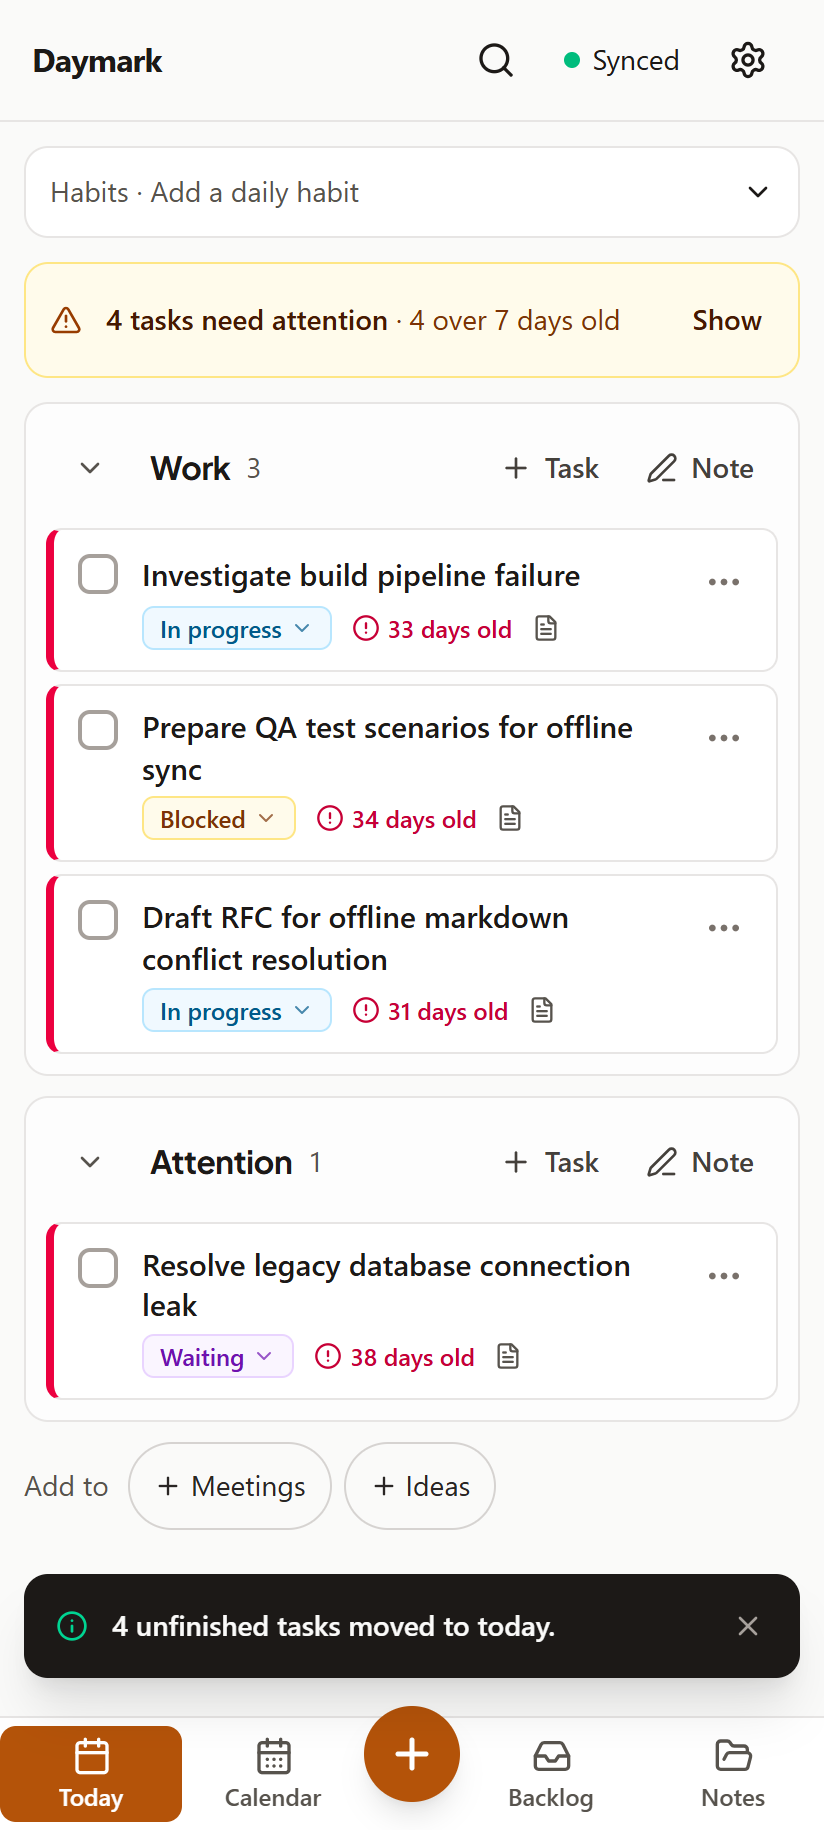 Daymark
Synced
Habits · Add a daily habit
4 tasks need attention · 4 over 7 days old
Show
Work 3
Task
Note
Investigate build pipeline failure
In progress
33 days old
Prepare QA test scenarios for offline
sync
Blocked
34 days old
Draft RFC for offline markdown
conflict resolution
In progress
31 days old
Attention 1
Task
Note
Resolve legacy database connection
leak
Waiting
38 days old
Add to
Meetings
Ideas
4 unfinished tasks moved to today.
Today
Calendar
Backlog
Notes